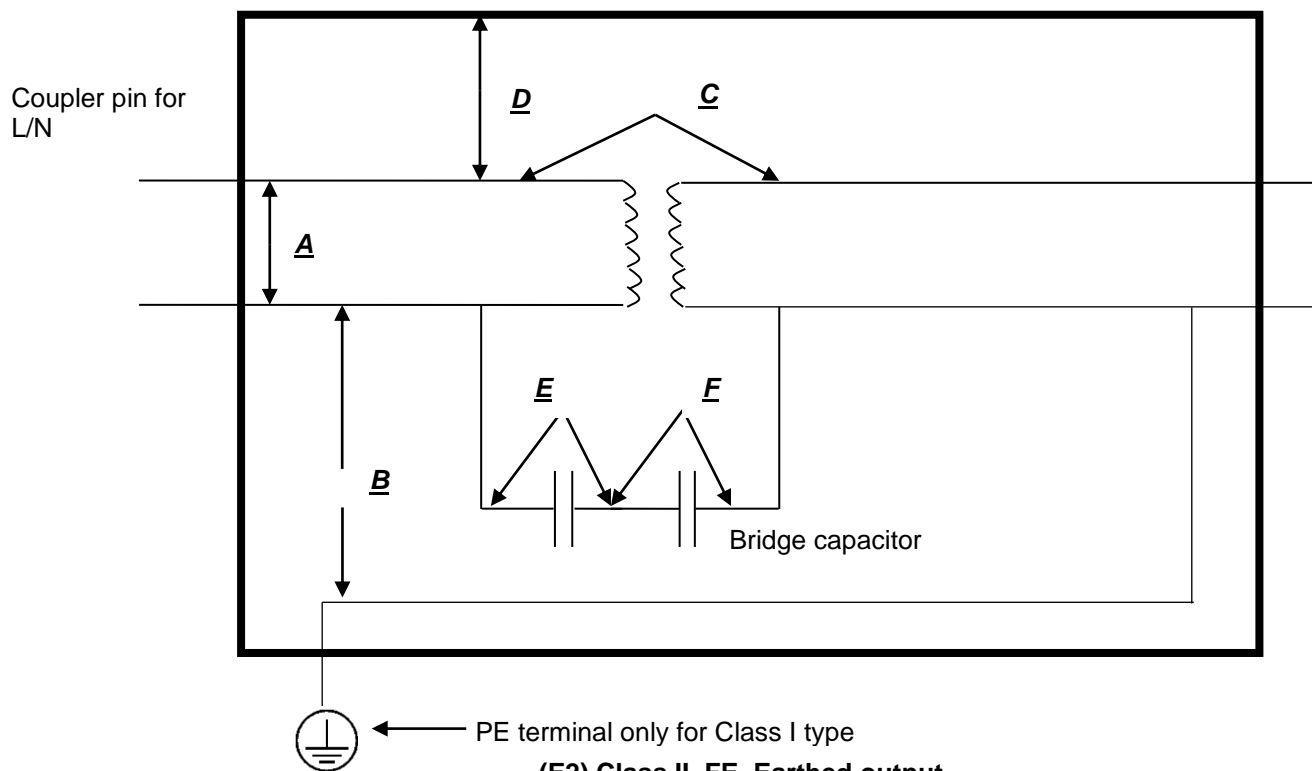 Coupler pin for
L/N
D
C
A
E
F
B
Bridge capacitor
PE terminal only for Class I type